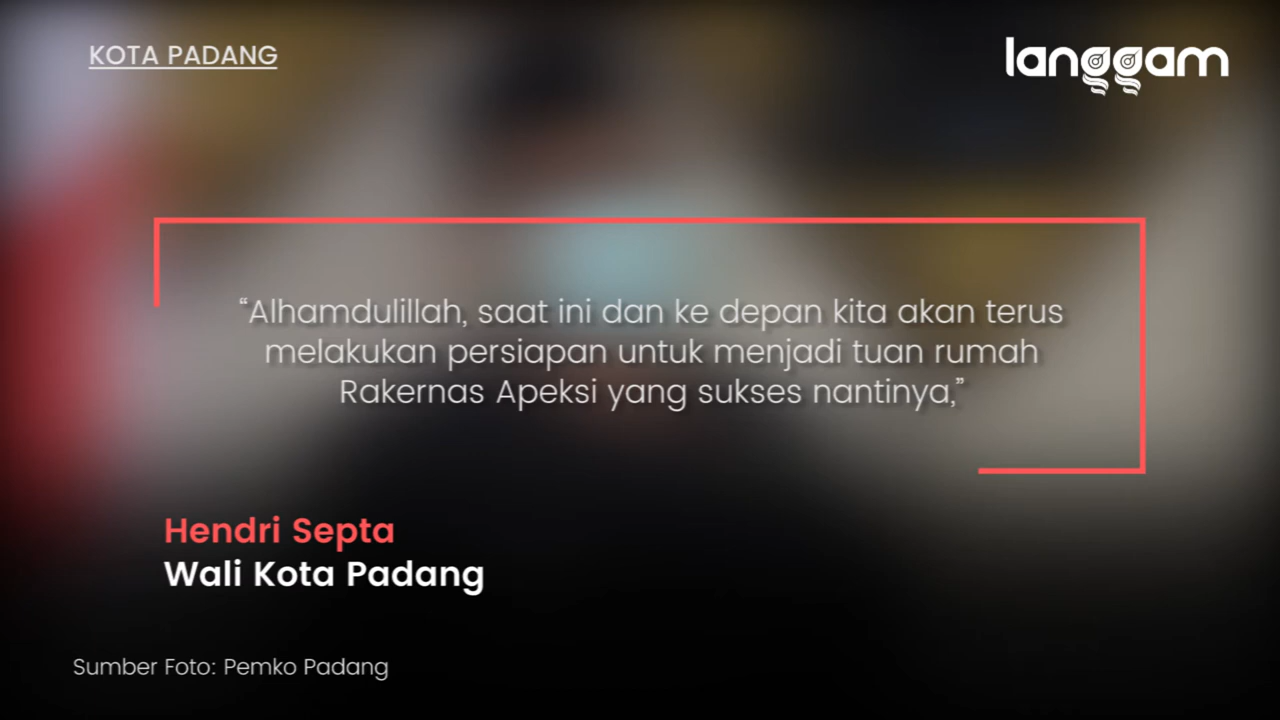 KOTA PADANG
langgam
“Alhamdulillah, saat ini dan ke depan kita akan terus
melakukan persiapan untuk menjadi tuan rumah
Rakernas Apeksi yang sukses nantinya,”
Hendri Septa
Wali Kota Padang
Sumber Foto: Pemko Padang